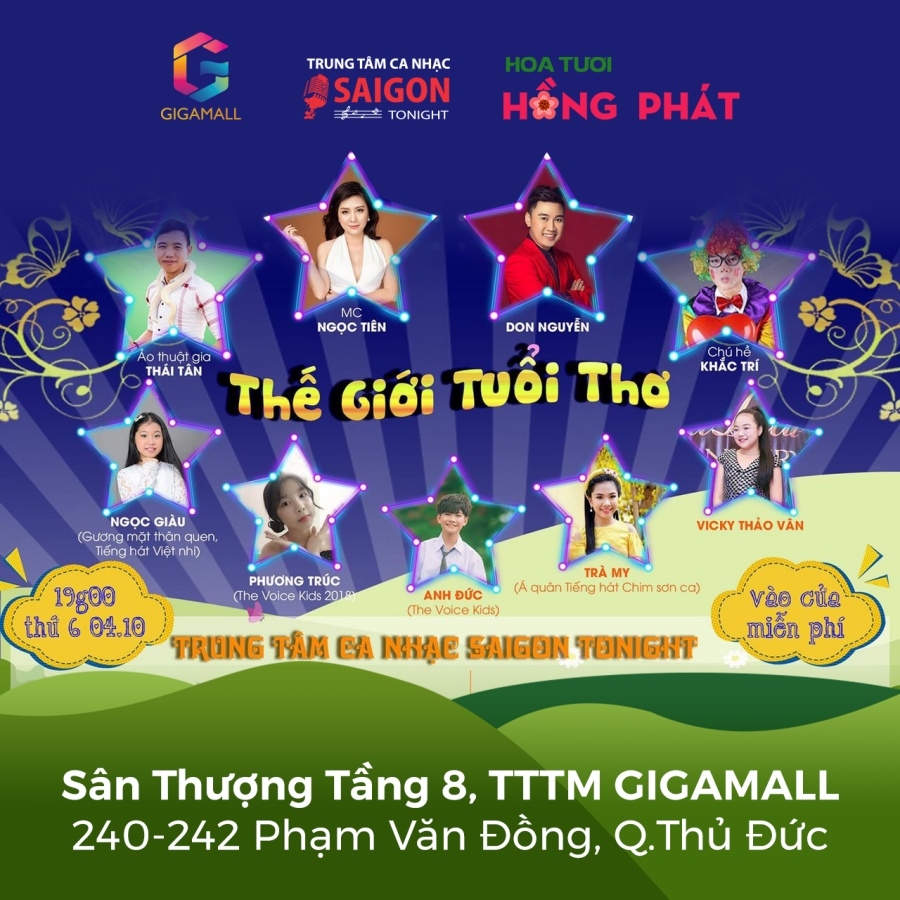 GIGAMALL
TRUNG TÂM CA NHẠC
SAIGON
TONIGHT
HOA TƯƠI
HỒNG PHÁT
Ảo thuật gia
THÁI TÂN
MC
NGỌC TIÊN
DON NGUYỄN
Chú hề
KHẮC TRÍ
Thế Giới Tuổi Thơ
NGỌC GIÀU
(Gương mặt thân quen,
Tiếng hát Việt nhí)
PHƯƠNG TRÚC
(The Voice Kids 2018)
ANH ĐỨC
(The Voice Kids)
TRÀ MY
(Á quân Tiếng hát Chim sơn ca)
VICKY THẢO VÂN
19g00
thứ 6 04.10
vào cửa
miễn phí
TRUNG TÂM CA NHẠC SAIGON TONIGHT
Sân Thượng Tầng 8, TTTM GIGAMALL
240-242 Phạm Văn Đồng, Q.Thủ Đức